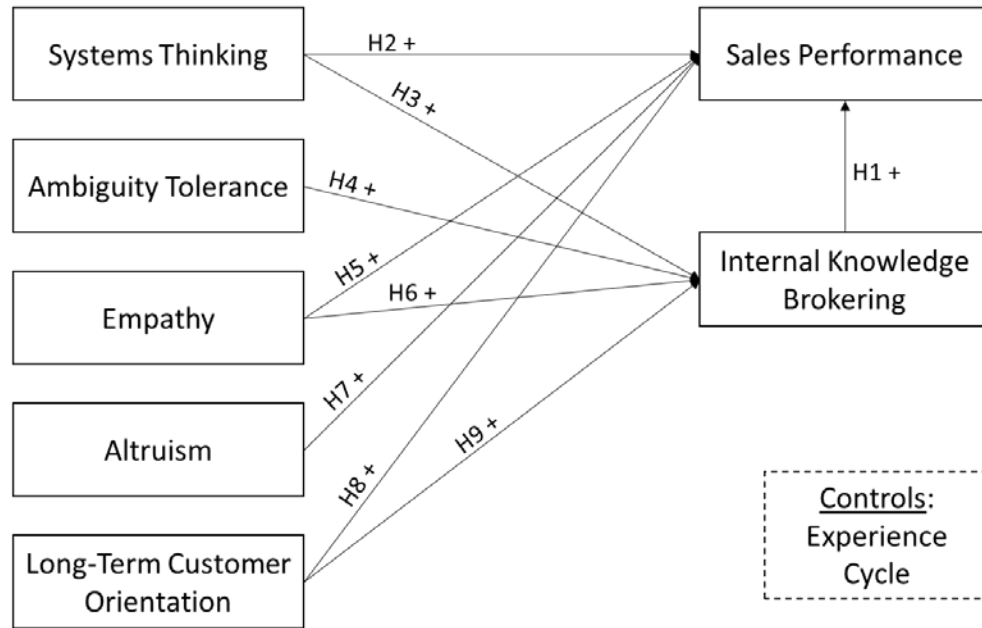 Systems Thinking
H2 +
Sales Performance
H3 +
Ambiguity Tolerance
H4 +
H1 +
Empathy
H5 +
H6 +
Internal Knowledge
Brokering
Altruism
H7 +
H8 +
H9 +
Long-Term Customer
Orientation
Controls:
Experience
Cycle